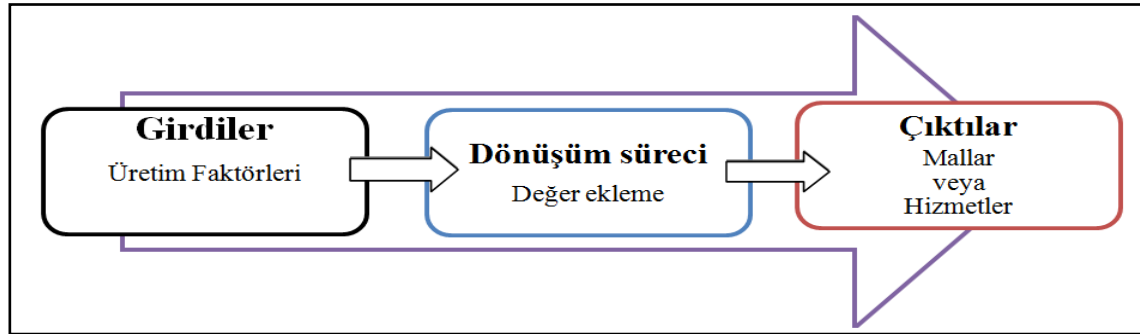 Girdiler
Üretim Faktörleri
Dönüşüm süreci
Değer ekleme
Çıktılar
Mallar
veya
Hizmetler